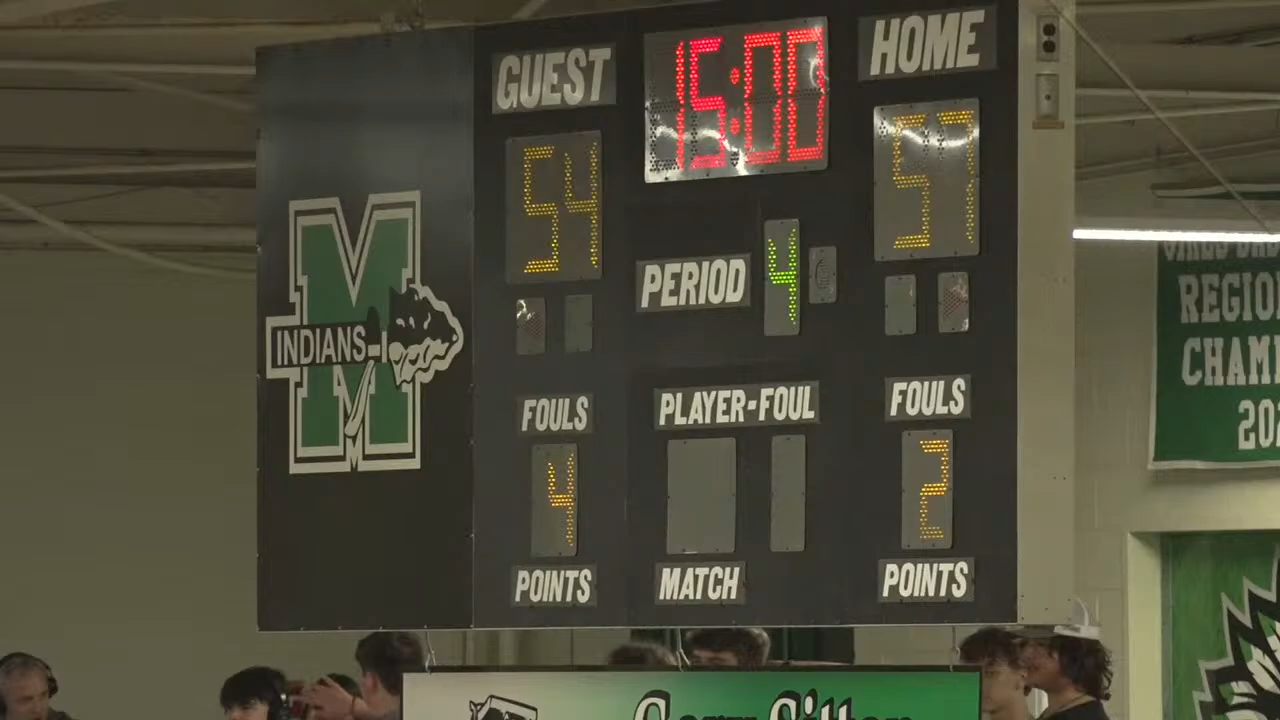 GUEST
15:00
HOME
54
57
PERIOD
4
INDIANS
FOULS
PLAYER-FOUL
FOULS
4
2
POINTS
MATCH
POINTS
REGIO
CHAM